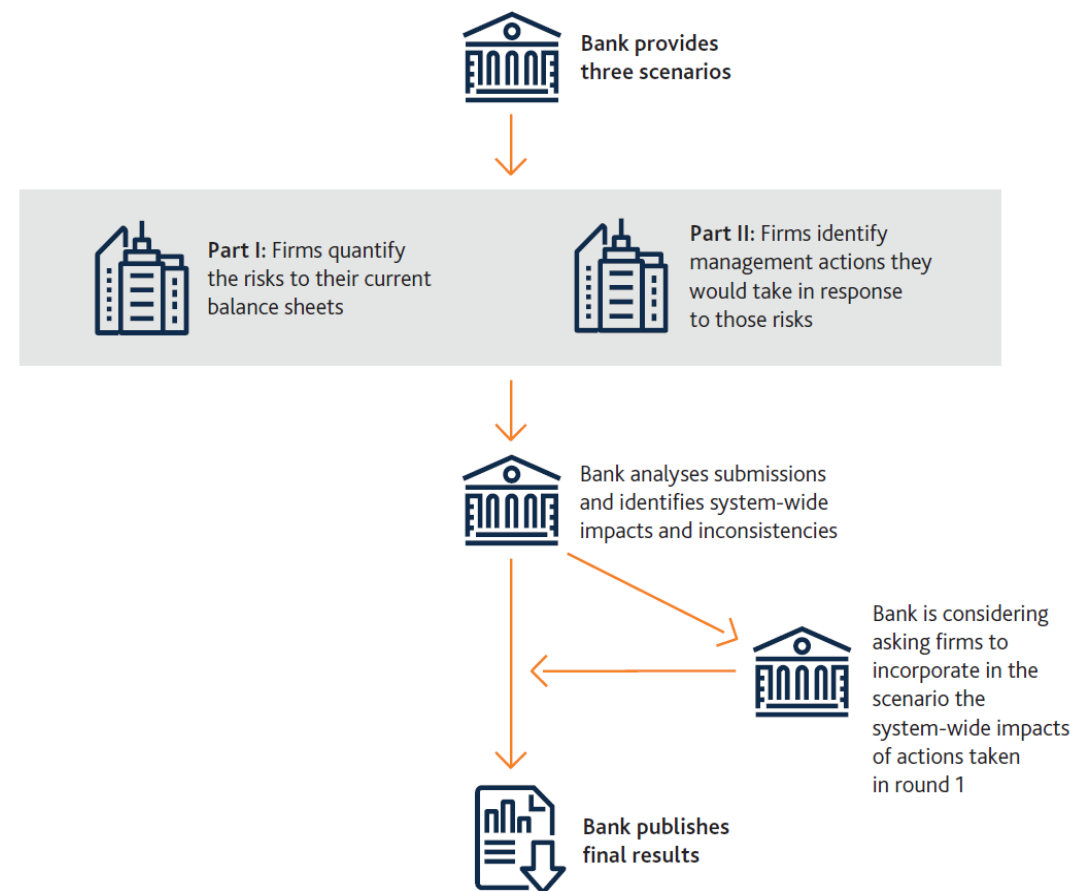 Bank provides
three scenarios
Part I: Firms quantify
the risks to their current
balance sheets
Part II: Firms identify
management actions they
would take in response
to those risks
Bank analyses submissions
and identifies system-wide
impacts and inconsistencies
Bank is considering
asking firms to
incorporate in the
scenario the
system-wide impacts
of actions taken
in round 1
Bank publishes
final results